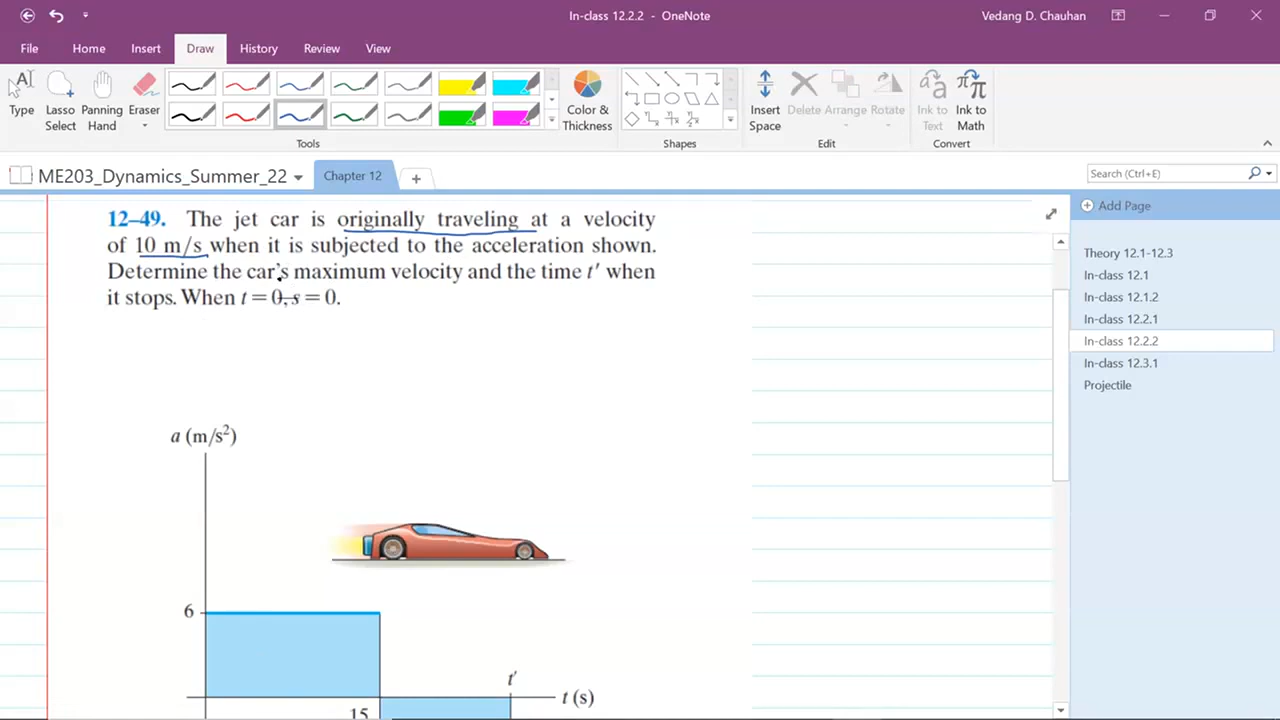 In-class 12.2.2 - OneNote
Vedang D. Chauhan
File Home Insert Draw History Review View
Type
Lasso Select
Panning Hand
Eraser
Color & Thickness
Insert Space
Delete Arrange Rotate
Ink to Text
Ink to Math
Tools
Shapes
Edit
Convert
ME203_Dynamics_Summer_22
Chapter 12
Search (Ctrl+E)
12–49. The jet car is originally traveling at a velocity
of 10 m/s when it is subjected to the acceleration shown.
Determine the car's maximum velocity and the time t′ when
it stops. When t = 0, s = 0.
a (m/s²)
6
t′
t (s)
15
Add Page
Theory 12.1-12.3
In-class 12.1
In-class 12.1.2
In-class 12.2.1
In-class 12.2.2
In-class 12.3.1
Projectile